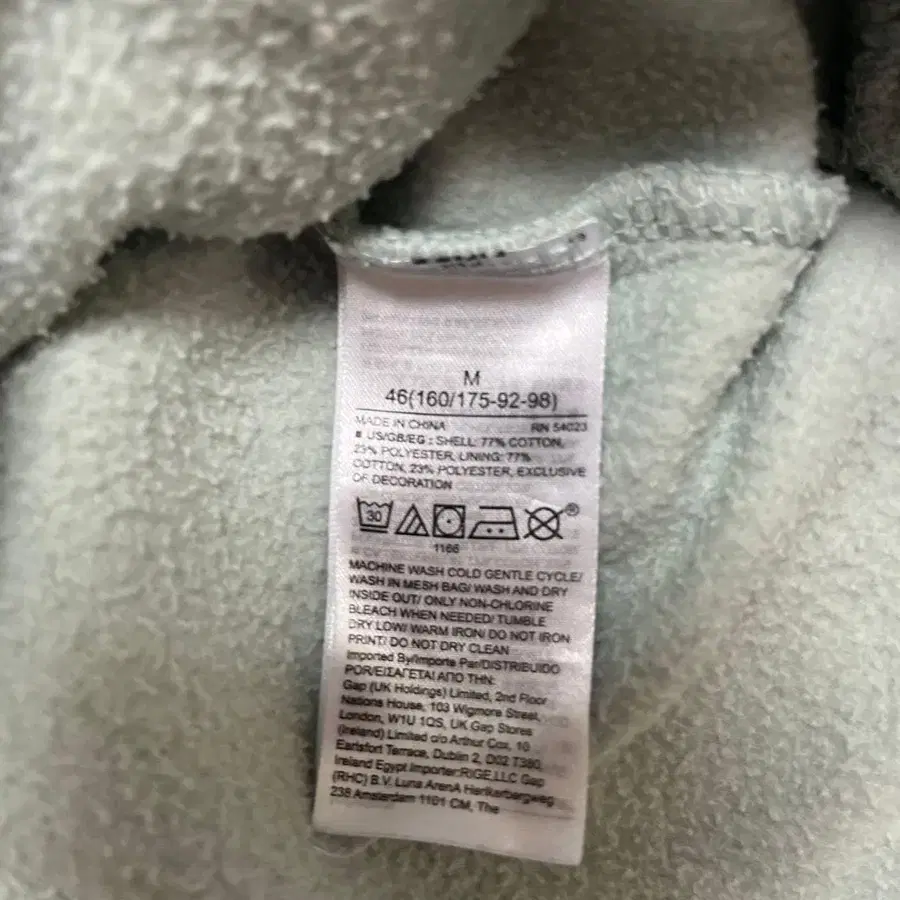 M
46(160/175-92-98)
MADE IN CHINA RN 54023
■ US/GB/EG : SHELL: 77% COTTON,
23% POLYESTER, LINING: 77%
COTTON, 23% POLYESTER, EXCLUSIVE
OF DECORATION
30
1166
MACHINE WASH COLD GENTLE CYCLE/
WASH IN MESH BAG/ WASH AND DRY
INSIDE OUT/ ONLY NON-CHLORINE
BLEACH WHEN NEEDED/ TUMBLE
DRY LOW/ WARM IRON/ DO NOT IRON
PRINT/ DO NOT DRY CLEAN
Imported By/Importe Par/DISTRIBUIDO
POR/ΕΙΣΑΓΕΤΑΙ ΑΠΟ ΤΗΝ:
Gap (UK Holdings) Limited, 2nd Floor,
Nations House, 103 Wigmore Street,
London, W1U 1QS, UK Gap Stores
(Ireland) Limited c/o Arthur Cox, 10
Earlsfort Terrace, Dublin 2, D02 T380,
Ireland Egypt Importer:RIGE,LLC Gap
(RHC) B.V. Luna ArenA Herikerbergweg
238 Amsterdam 1101 CM, The